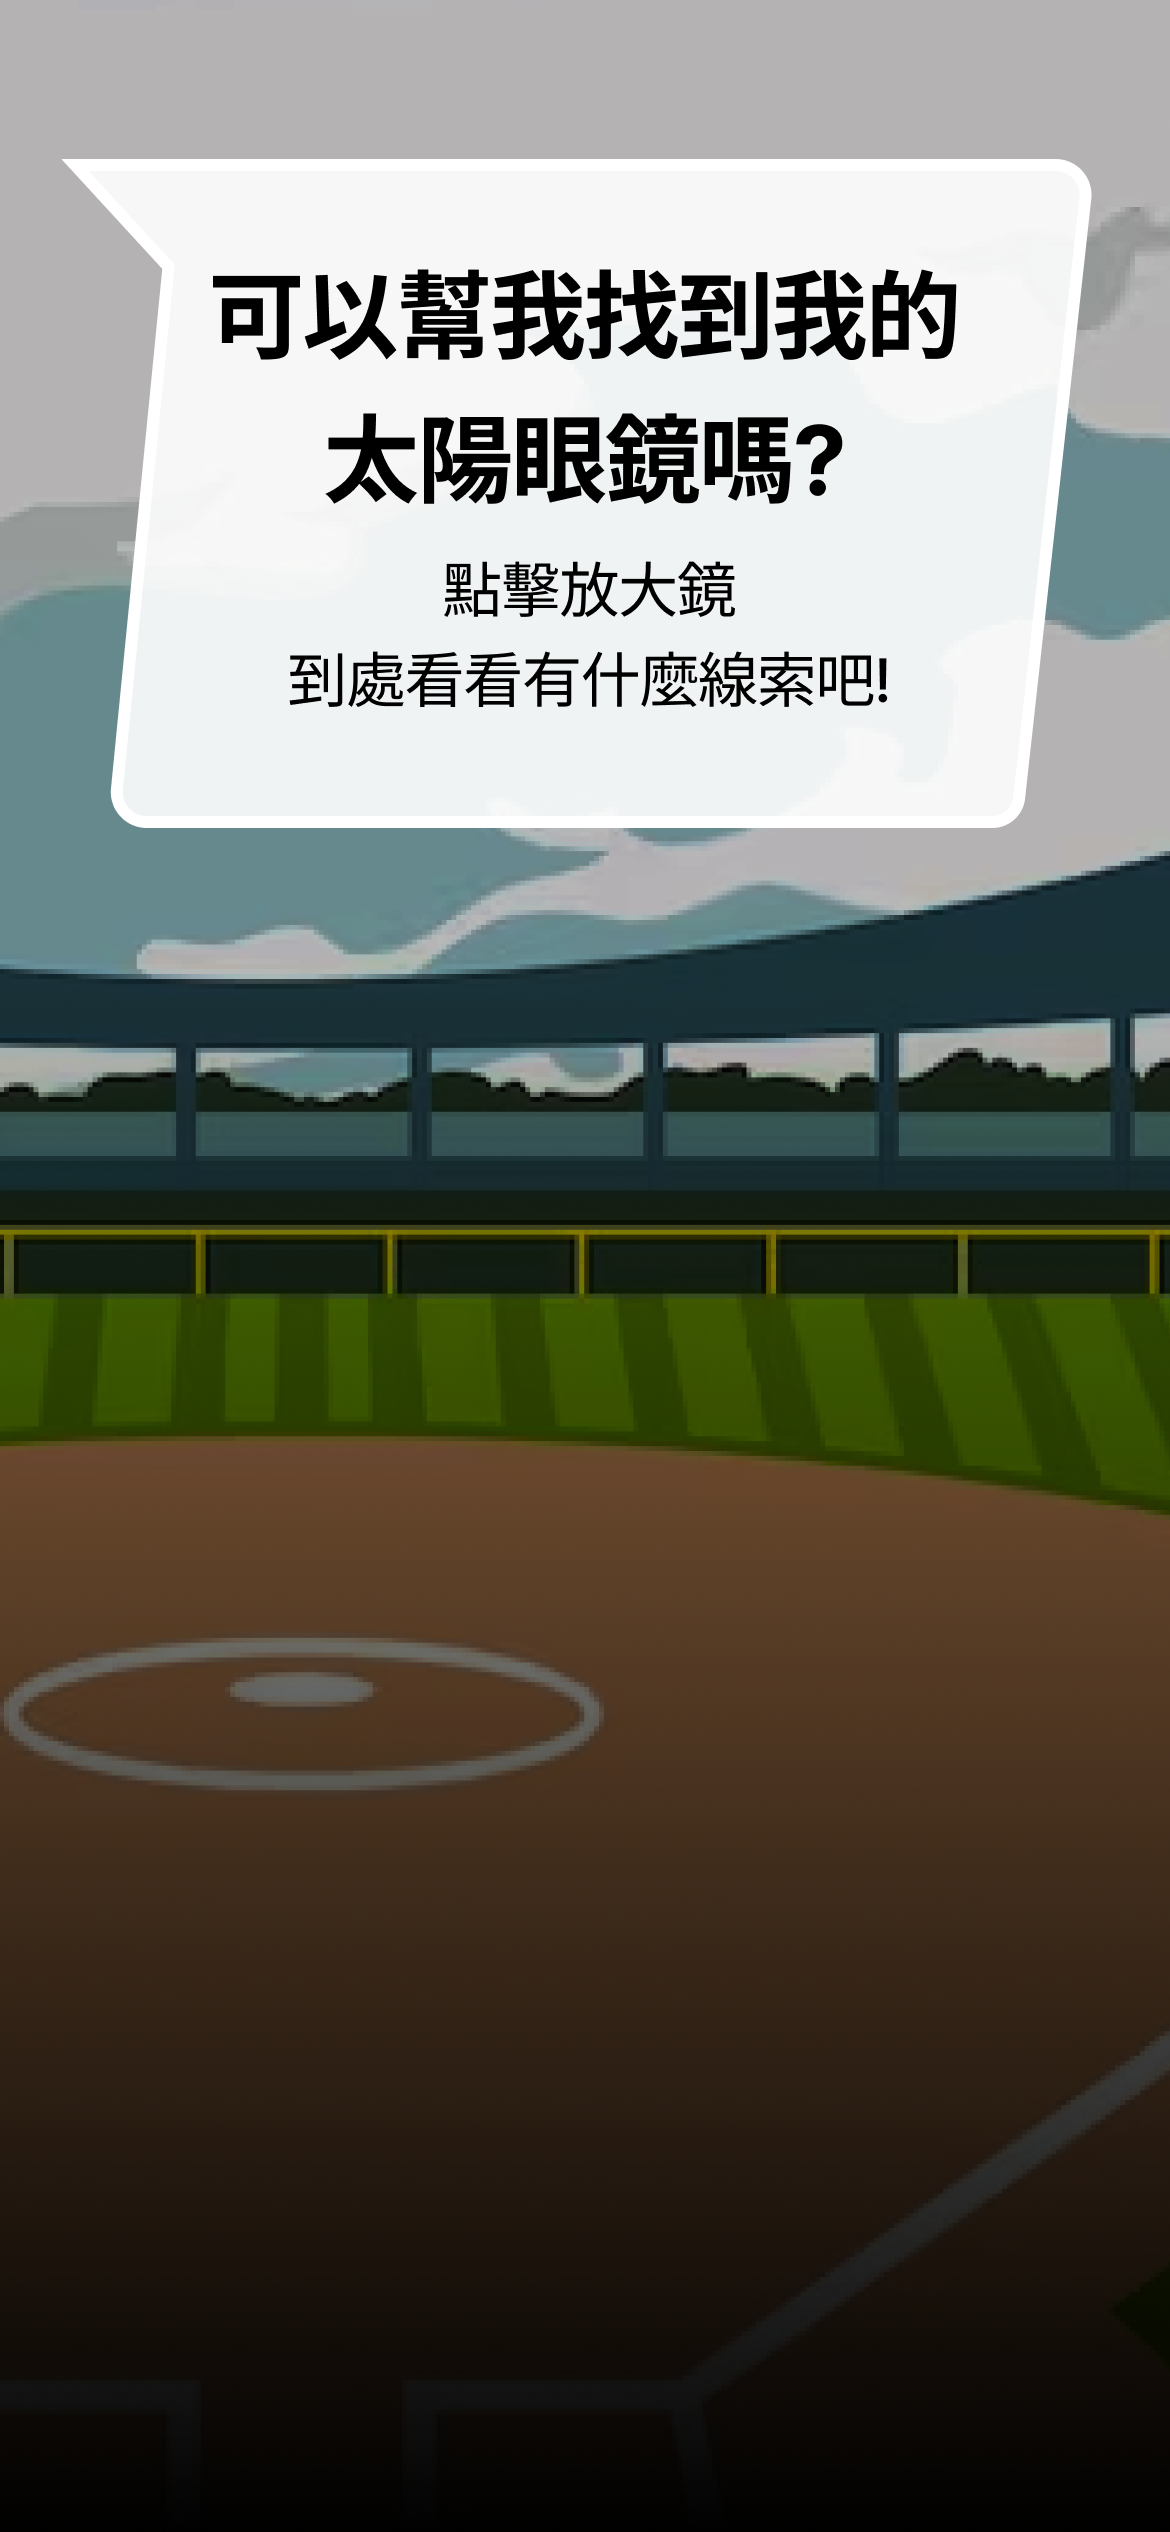 可以幫我找到我的
太陽眼鏡嗎?
點擊放大鏡
到處看看有什麼線索吧!